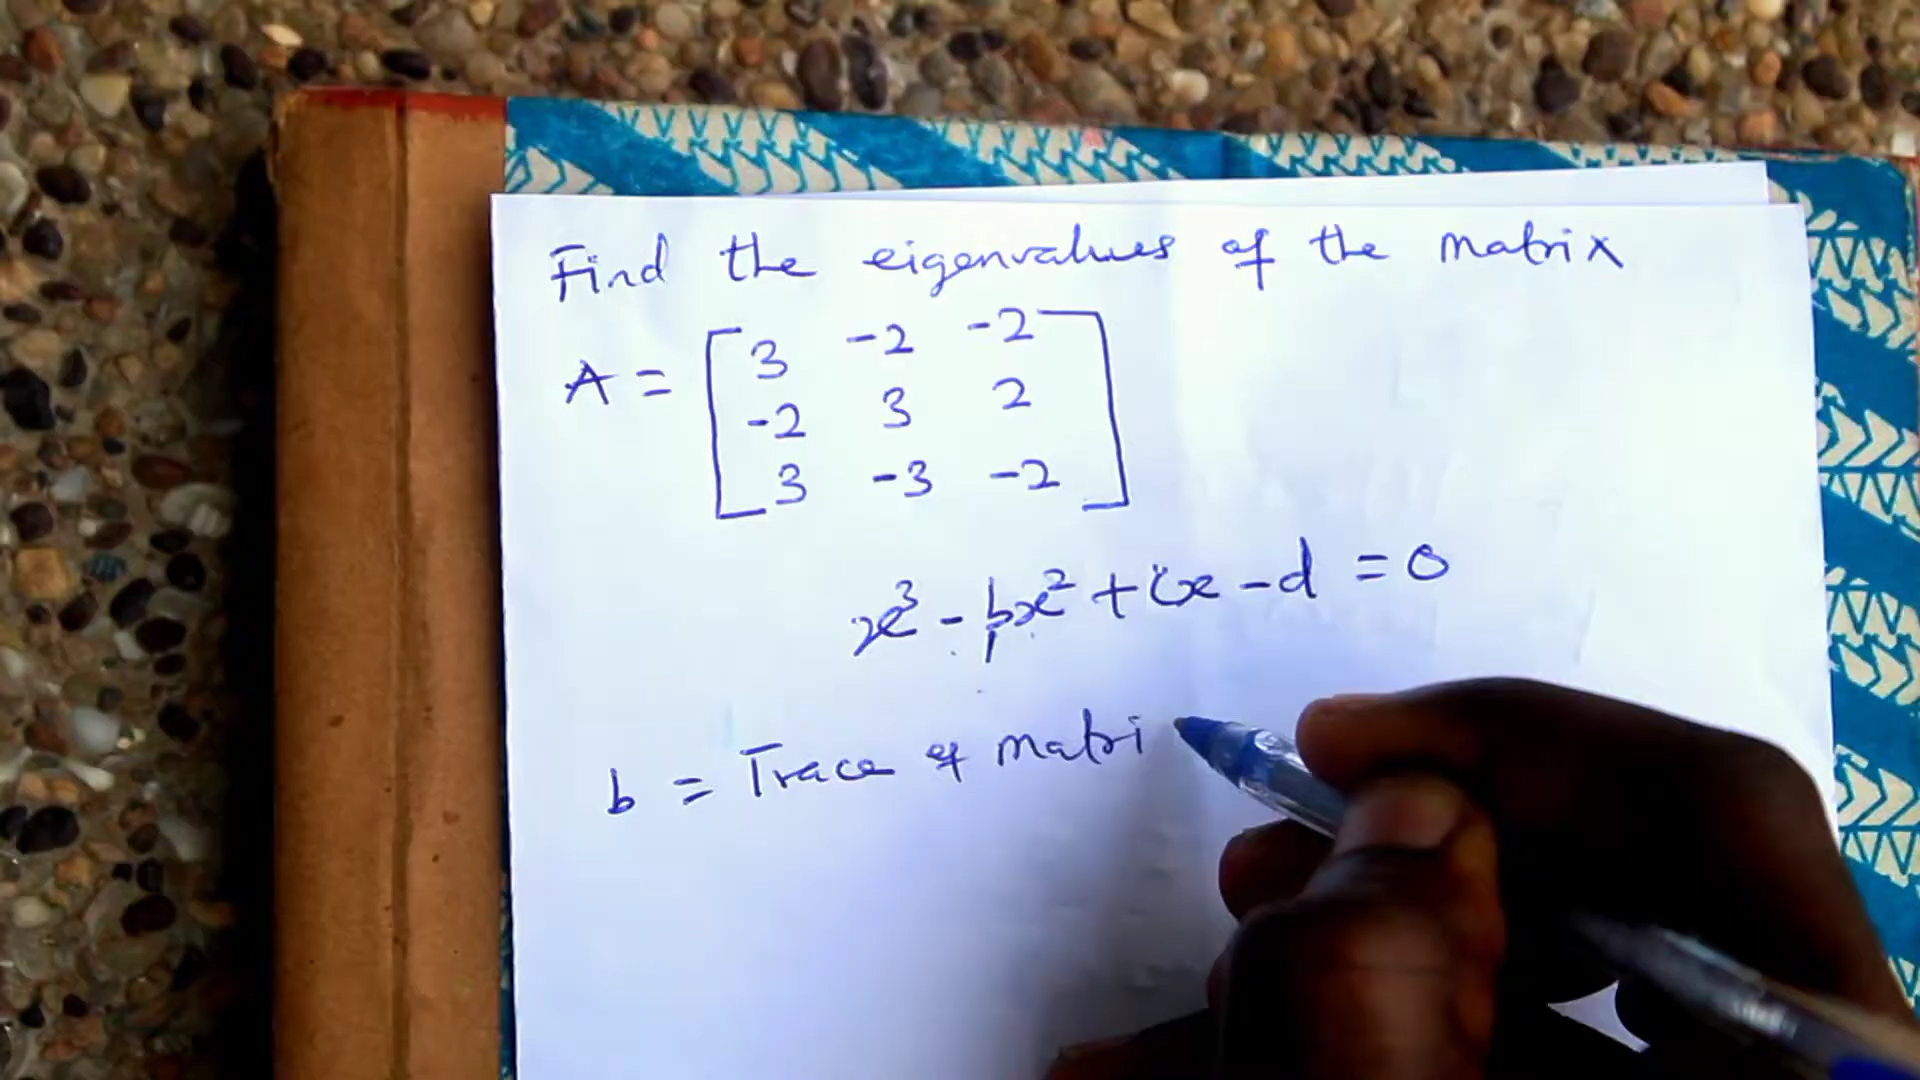 Find the eigenvalues of the matrix
A = [ 3 -2 -2
-2 3 2
3 -3 -2 ]
x³ - bx² + cx - d = 0
b = Trace of matri